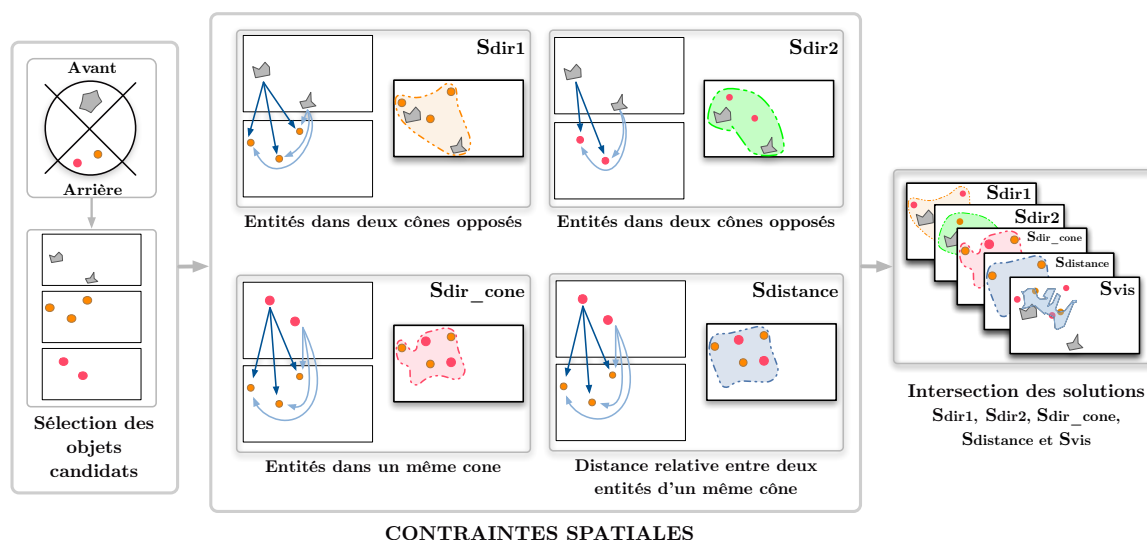 Avant
Arrière
Sélection des
objets
candidats
Sdir1
Entités dans deux cônes opposés
Sdir2
Entités dans deux cônes opposés
Sdir_cone
Entités dans un même cone
Sdistance
Distance relative entre deux
entités d'un même cône
CONTRAINTES SPATIALES
Sdir1
Sdir2
Sdir_cone
Sdistance
Svis
Intersection des solutions
Sdir1, Sdir2, Sdir_cone,
Sdistance et Svis